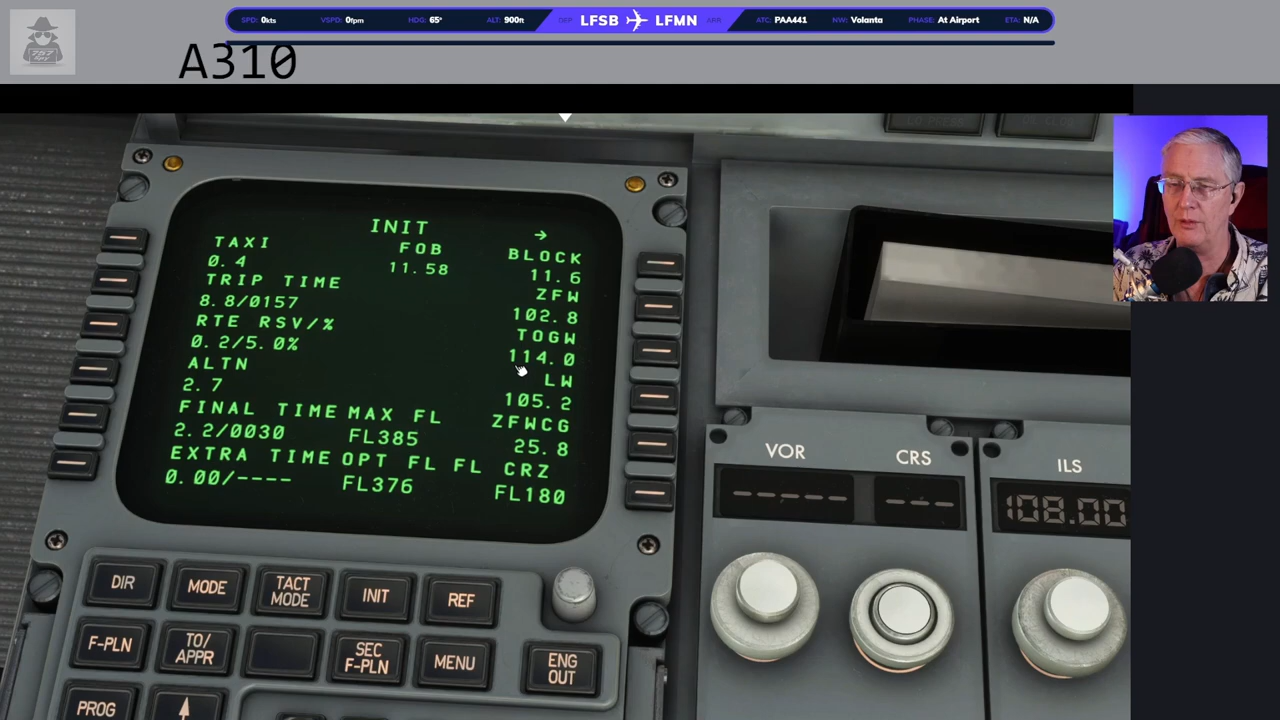 SPD: 0kts VSPD: 0fpm HDG: 65° ALT: 900ft DEP LFSB LFMN ARR ATC: PAA441 NW: Volanta PHASE: At Airport ETA: N/A
757
A310
INIT →
TAXI FOB BLOCK
0.4 11.58 11.6
TRIP TIME ZFW
8.8/0157 102.8
RTE RSV/% TOGW
0.2/5.0% 114.0
ALTN LW
2.7 105.2
FINAL TIME MAX FL ZFWCG
2.2/0030 FL385 25.8
EXTRA TIME OPT FL FL CRZ
0.00/---- FL376 FL180
VOR CRS ILS
----- --- 108.00
DIR MODE TACT MODE INIT REF
F-PLN TO/APPR SEC F-PLN MENU ENG OUT
PROG